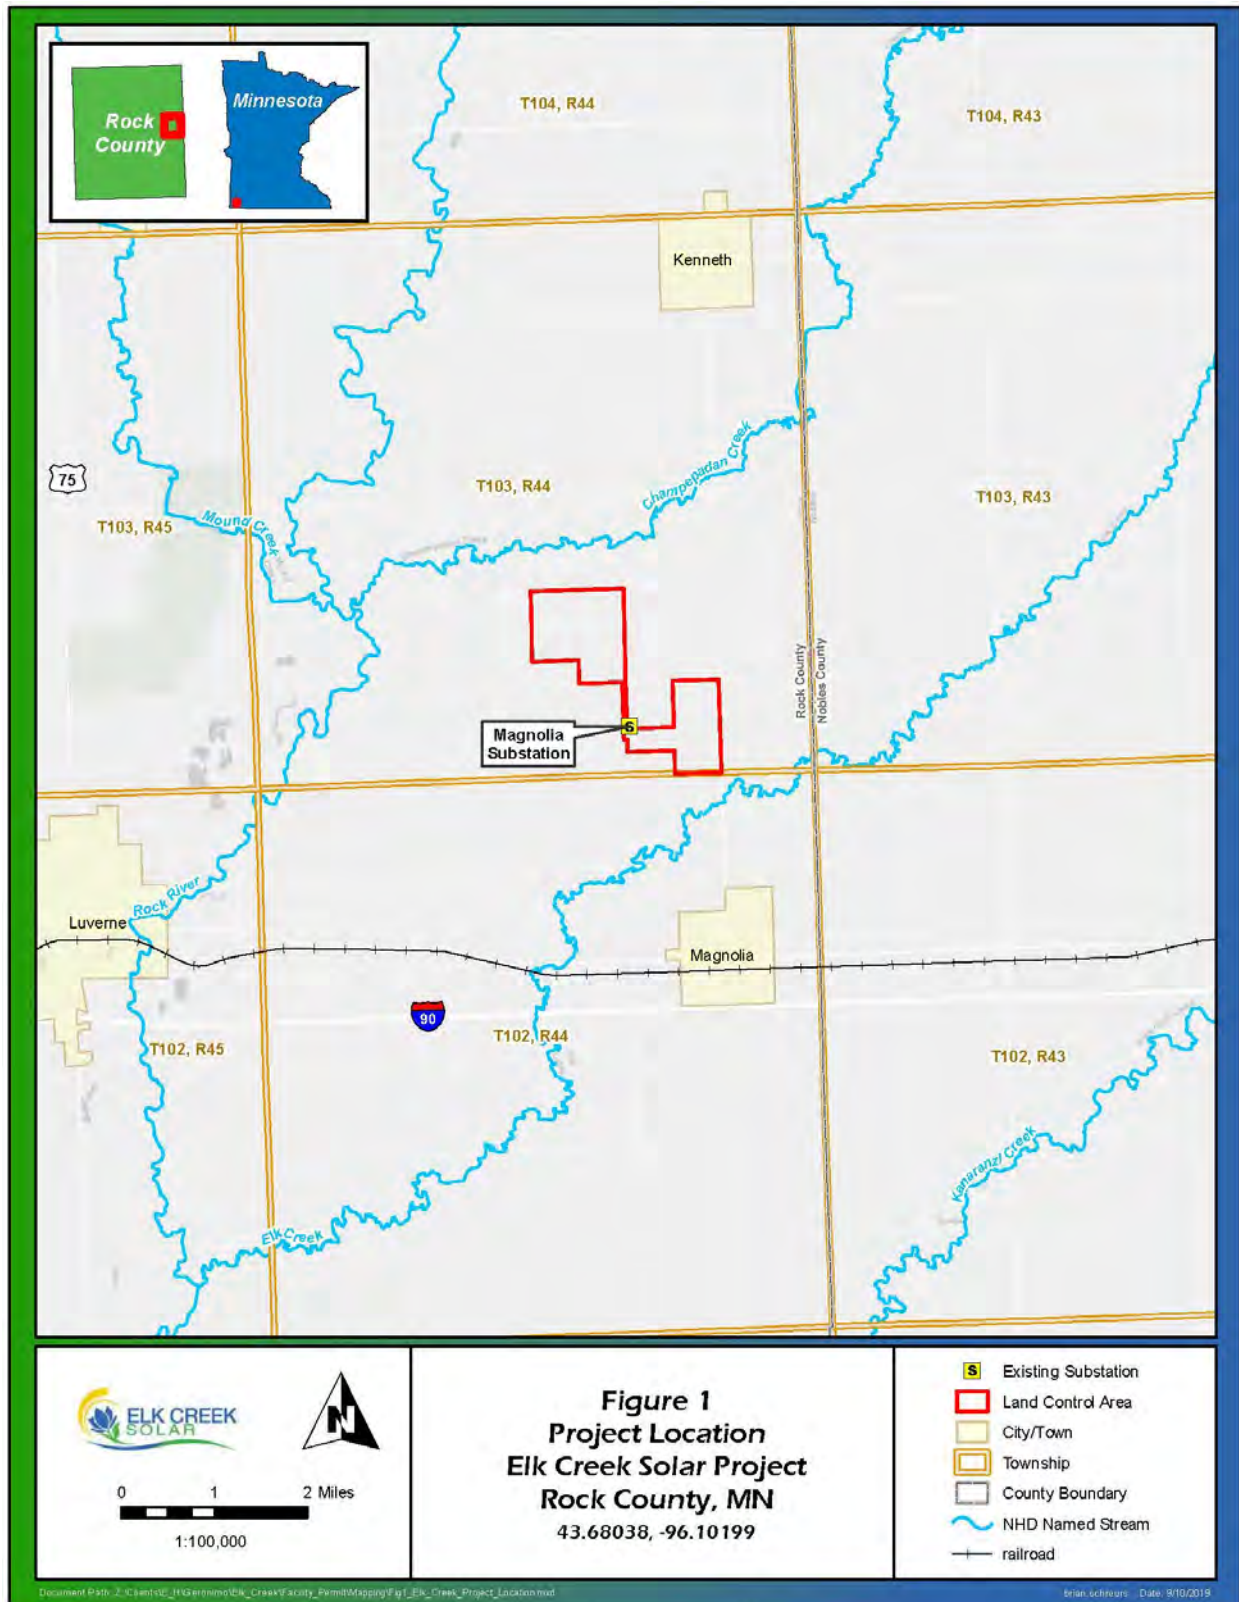 Rock
County
Minnesota
T104, R44
T104, R43
Kenneth
75
T103, R45
Mound Creek
T103, R44
Champepadan Creek
T103, R43
Rock County
Nobles County
Magnolia
Substation
S
Rock River
Luverne
Magnolia
90
T102, R45
T102, R44
T102, R43
Elk Creek
Kanaranzi Creek
ELK CREEK
SOLAR
N
0 1 2 Miles
1:100,000
Figure 1
Project Location
Elk Creek Solar Project
Rock County, MN
43.68038, -96.10199
S Existing Substation
Land Control Area
City/Town
Township
County Boundary
NHD Named Stream
railroad
Date: 9/10/2019